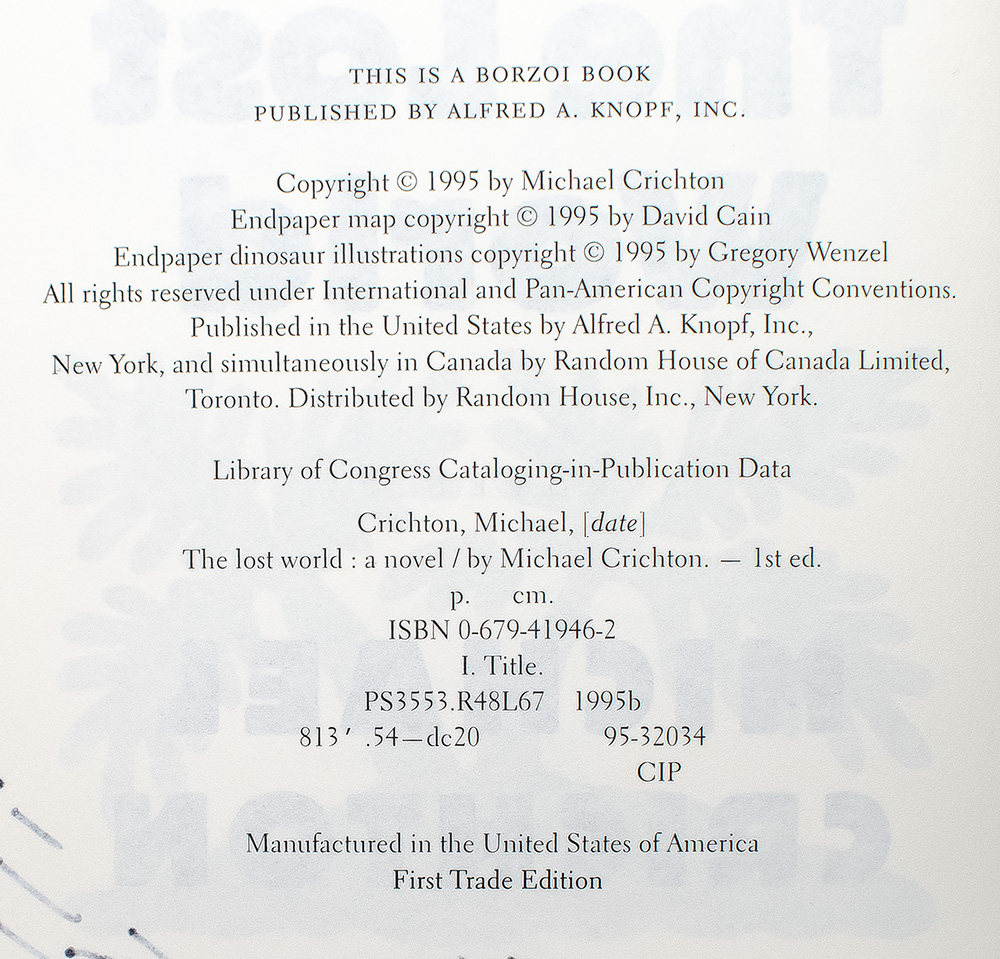 THIS IS A BORZOI BOOK
PUBLISHED BY ALFRED A. KNOPF, INC.
Copyright © 1995 by Michael Crichton
Endpaper map copyright © 1995 by David Cain
Endpaper dinosaur illustrations copyright © 1995 by Gregory Wenzel
All rights reserved under International and Pan-American Copyright Conventions.
Published in the United States by Alfred A. Knopf, Inc.,
New York, and simultaneously in Canada by Random House of Canada Limited,
Toronto. Distributed by Random House, Inc., New York.
Library of Congress Cataloging-in-Publication Data
Crichton, Michael, [date]
The lost world : a novel / by Michael Crichton. — 1st ed.
p. cm.
ISBN 0-679-41946-2
I. Title.
PS3553.R48L67 1995b
813′ .54—dc20 95-32034
CIP
Manufactured in the United States of America
First Trade Edition